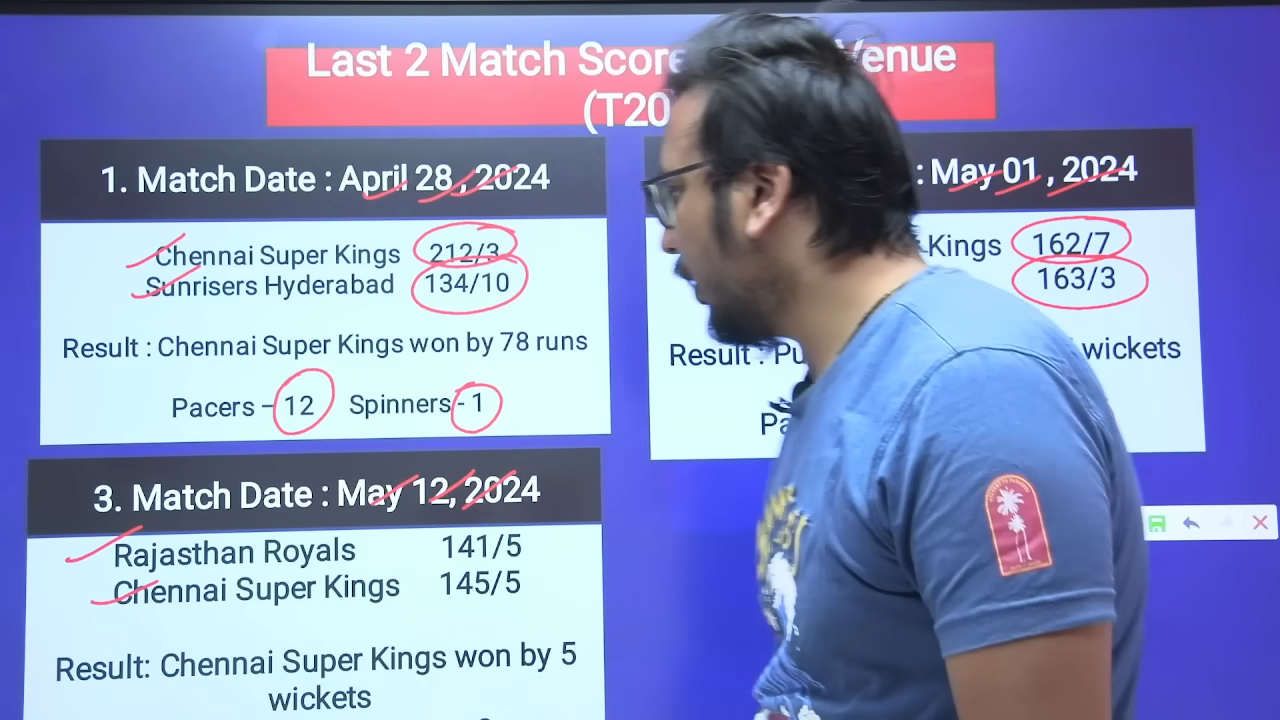 Last 2 Match Score Venue
(T20
1. Match Date : April 28, 2024
Chennai Super Kings 212/3
Sunrisers Hyderabad 134/10
Result : Chennai Super Kings won by 78 runs
Pacers – 12 Spinners - 1
: May 01, 2024
Kings 162/7
163/3
Result : Pu wickets
Pa
3. Match Date : May 12, 2024
Rajasthan Royals 141/5
Chennai Super Kings 145/5
Result: Chennai Super Kings won by 5
wickets